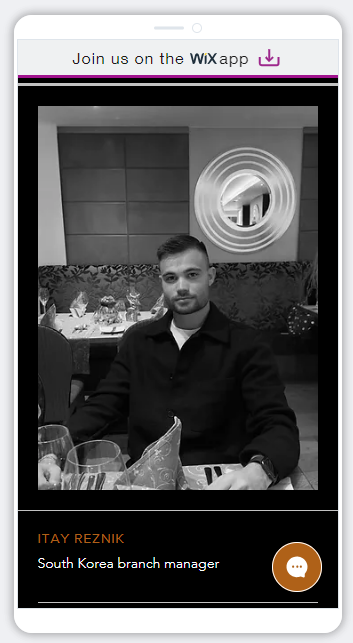 Join us on the WiX app
ITAY REZNIK
South Korea branch manager